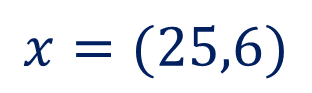 x = (25,6)